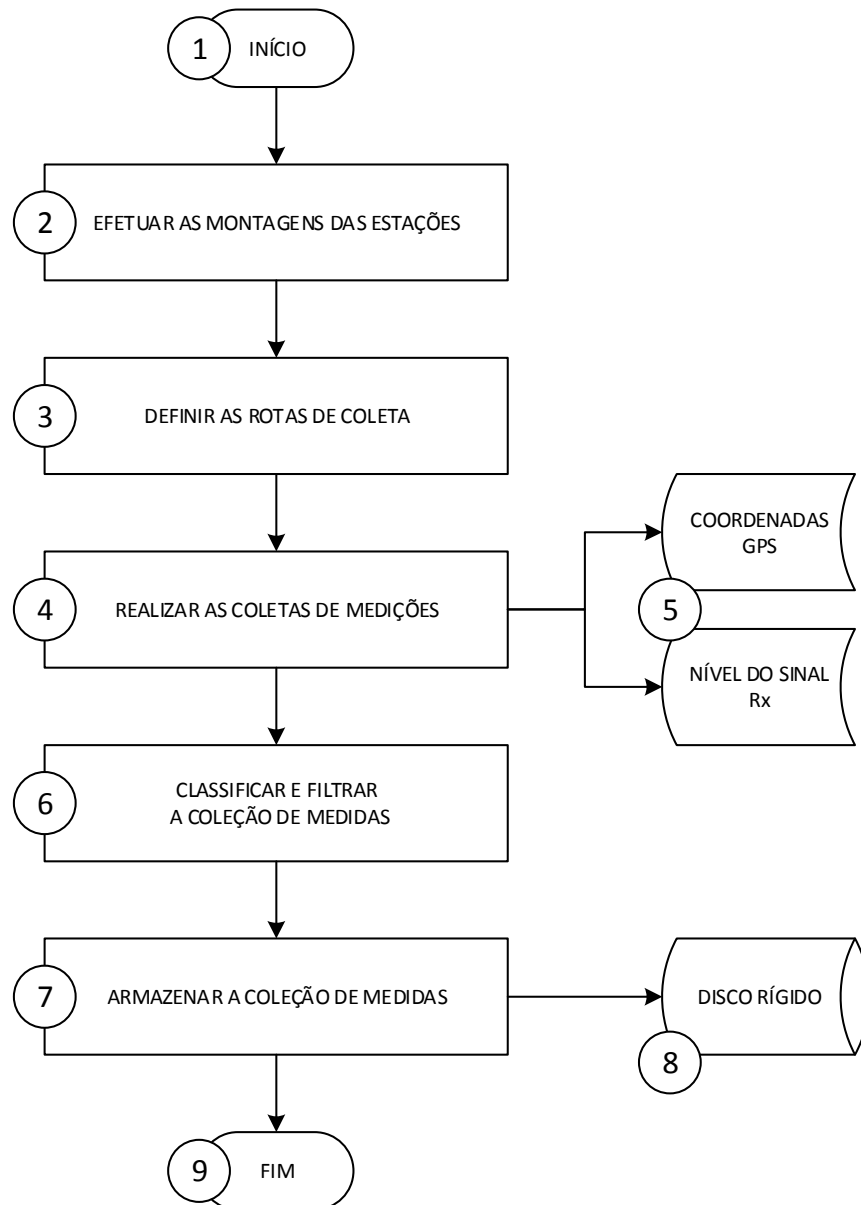 1
INÍCIO
2
EFETUAR AS MONTAGENS DAS ESTAÇÕES
3
DEFINIR AS ROTAS DE COLETA
4
REALIZAR AS COLETAS DE MEDIÇÕES
COORDENADAS
GPS
5
NÍVEL DO SINAL
Rx
6
CLASSIFICAR E FILTRAR
A COLEÇÃO DE MEDIDAS
7
ARMAZENAR A COLEÇÃO DE MEDIDAS
DISCO RÍGIDO
8
9
FIM